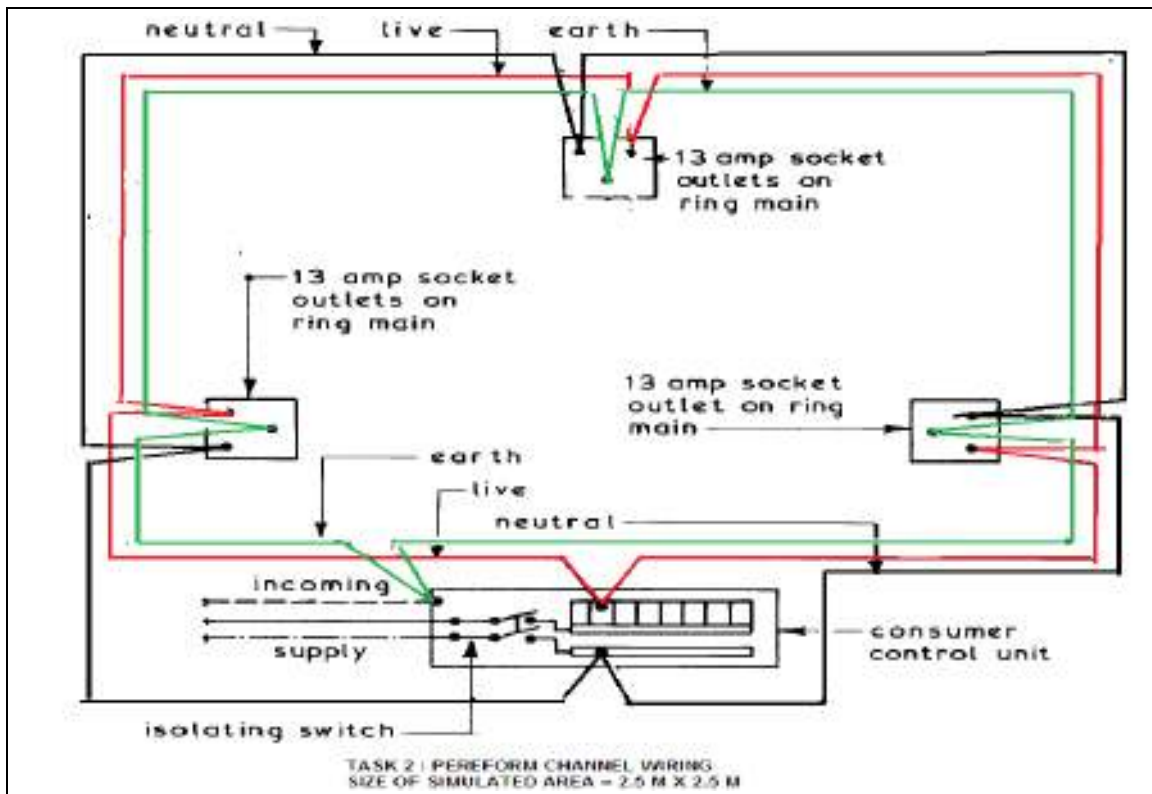 neutral live earth
13 amp socket
outlets on
ring main
13 amp socket
outlets on
ring main
13 amp socket
outlet on ring
main
earth
live
neutral
incoming
supply
consumer
control unit
isolating switch
TASK 2 : PEREFORM CHANNEL WIRING
SIZE OF SIMULATED AREA = 2.5 M X 2.5 M